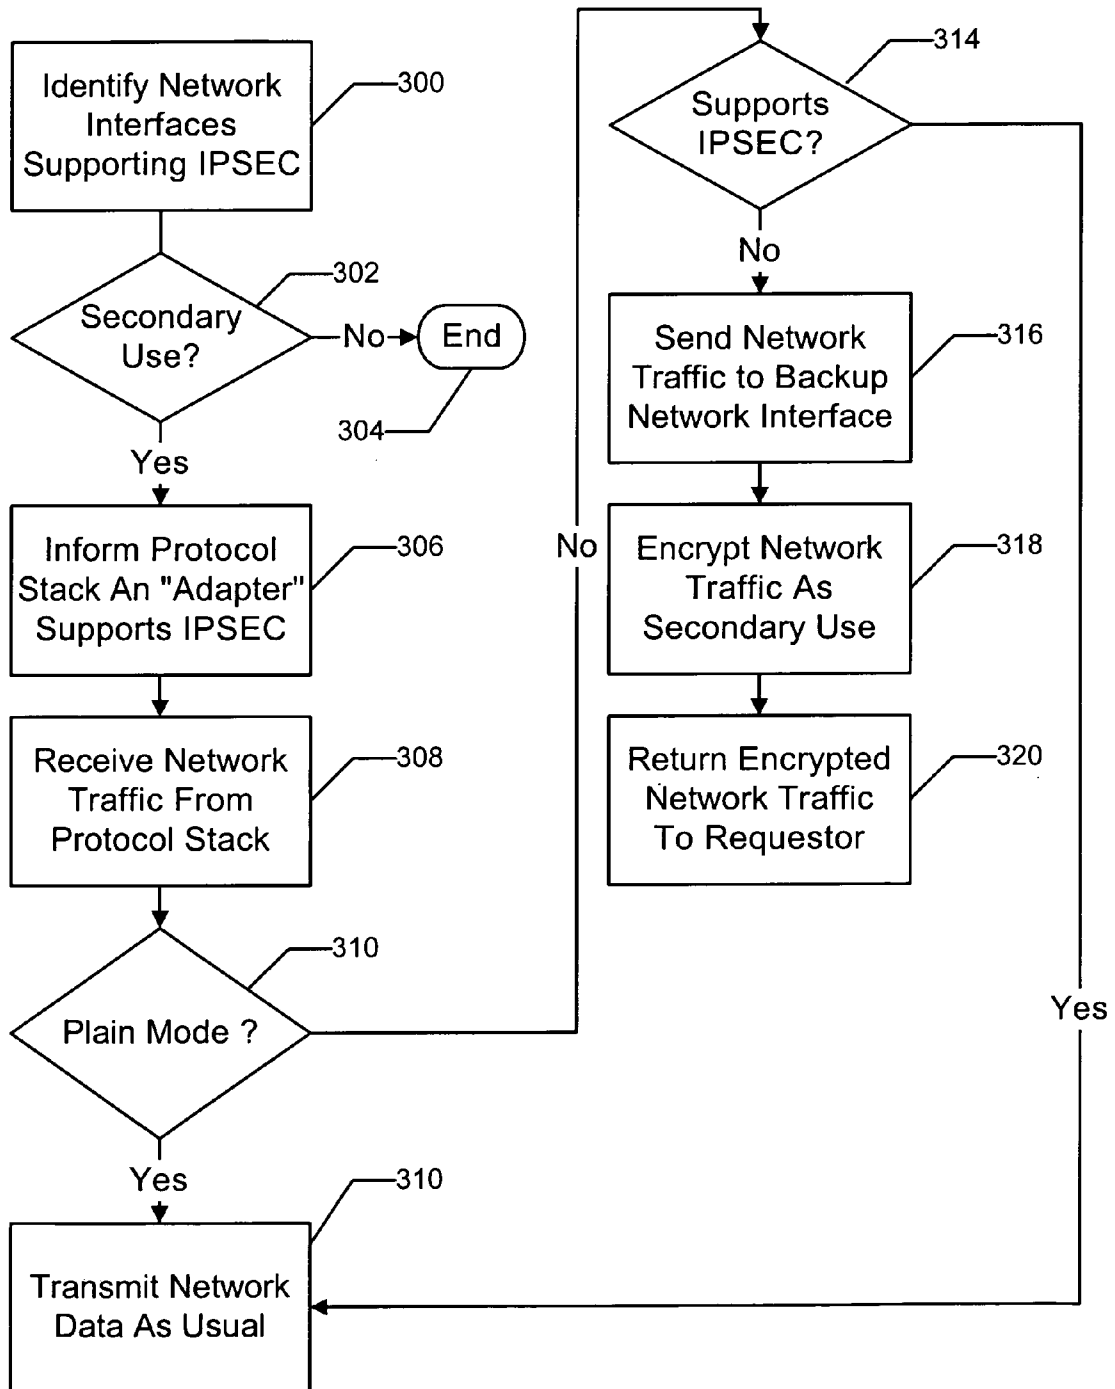 Identify Network
Interfaces
Supporting IPSEC
300
Secondary
Use?
302
No
End
304
Yes
Inform Protocol
Stack An "Adapter"
Supports IPSEC
306
Receive Network
Traffic From
Protocol Stack
308
Plain Mode ?
310
No
Yes
Transmit Network
Data As Usual
310
Supports
IPSEC?
314
No
Yes
Send Network
Traffic to Backup
Network Interface
316
Encrypt Network
Traffic As
Secondary Use
318
Return Encrypted
Network Traffic
To Requestor
320